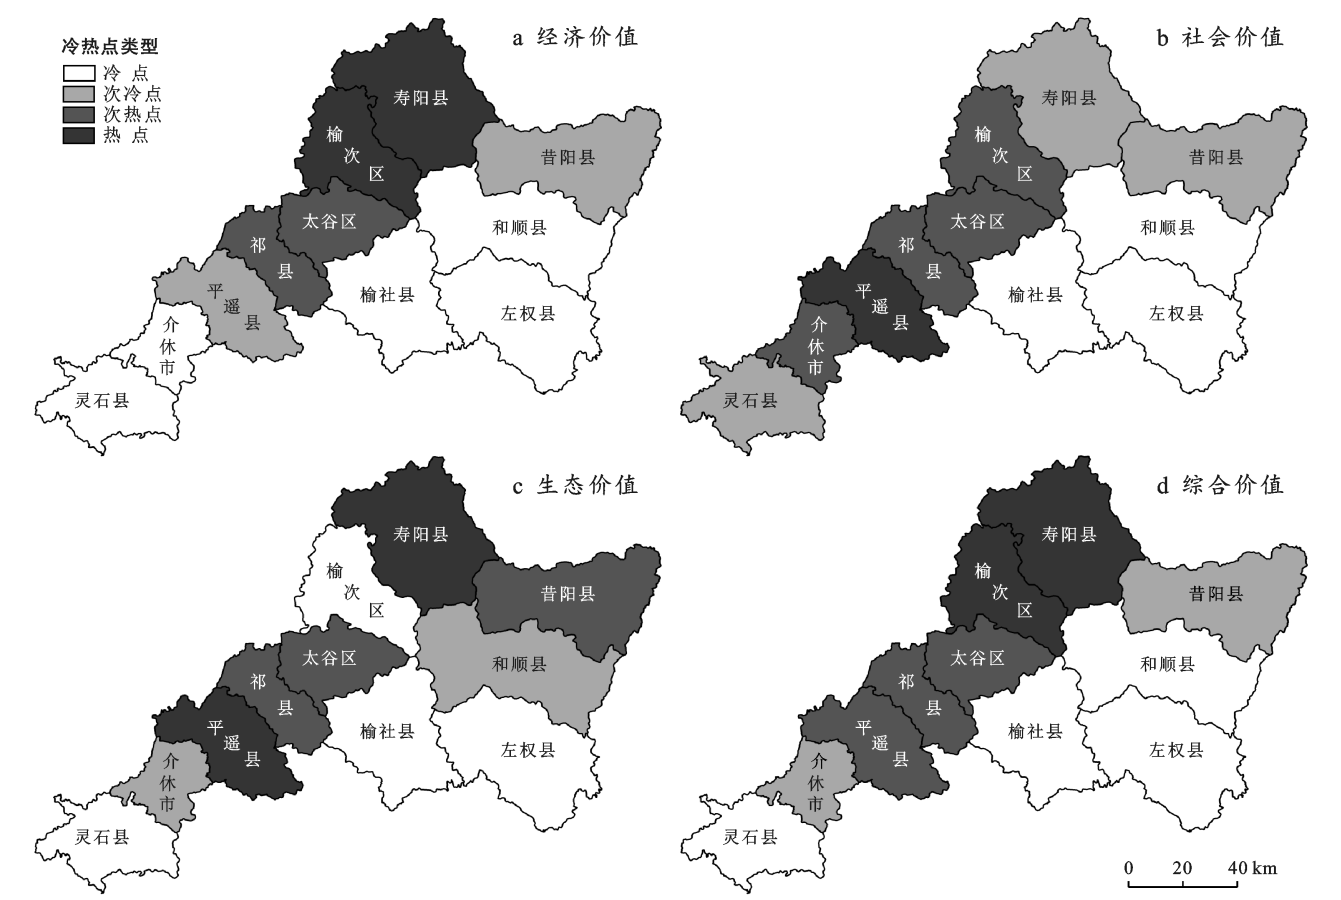 冷热点类型
冷 点
次冷点
次热点
热 点
a 经济价值
寿阳县
榆次区
昔阳县
太谷区
和顺县
祁县
平遥县
榆社县
左权县
介休市
灵石县
b 社会价值
寿阳县
榆次区
昔阳县
太谷区
和顺县
祁县
平遥县
榆社县
左权县
介休市
灵石县
c 生态价值
寿阳县
榆次区
昔阳县
太谷区
和顺县
祁县
平遥县
榆社县
左权县
介休市
灵石县
d 综合价值
寿阳县
榆次区
昔阳县
太谷区
和顺县
祁县
平遥县
榆社县
左权县
介休市
灵石县
0 20 40 km